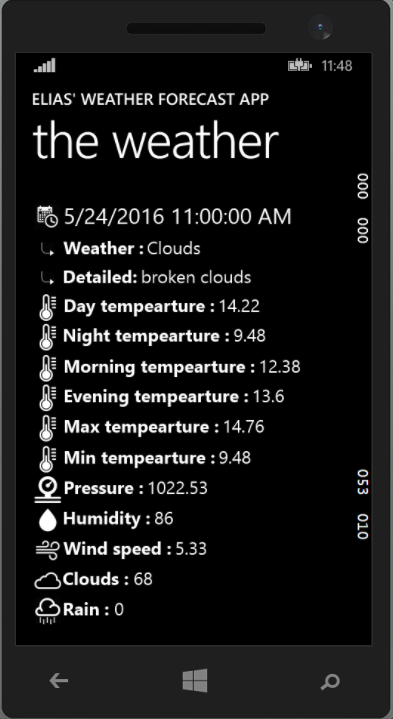 11:48
ELIAS' WEATHER FORECAST APP
the weather
000 000
5/24/2016 11:00:00 AM
Weather : Clouds
Detailed: broken clouds
Day tempearture : 14.22
Night tempearture : 9.48
Morning tempearture : 12.38
Evening tempearture : 13.6
Max tempearture : 14.76
Min tempearture : 9.48
Pressure : 1022.53
053 010
Humidity : 86
Wind speed : 5.33
Clouds : 68
Rain : 0